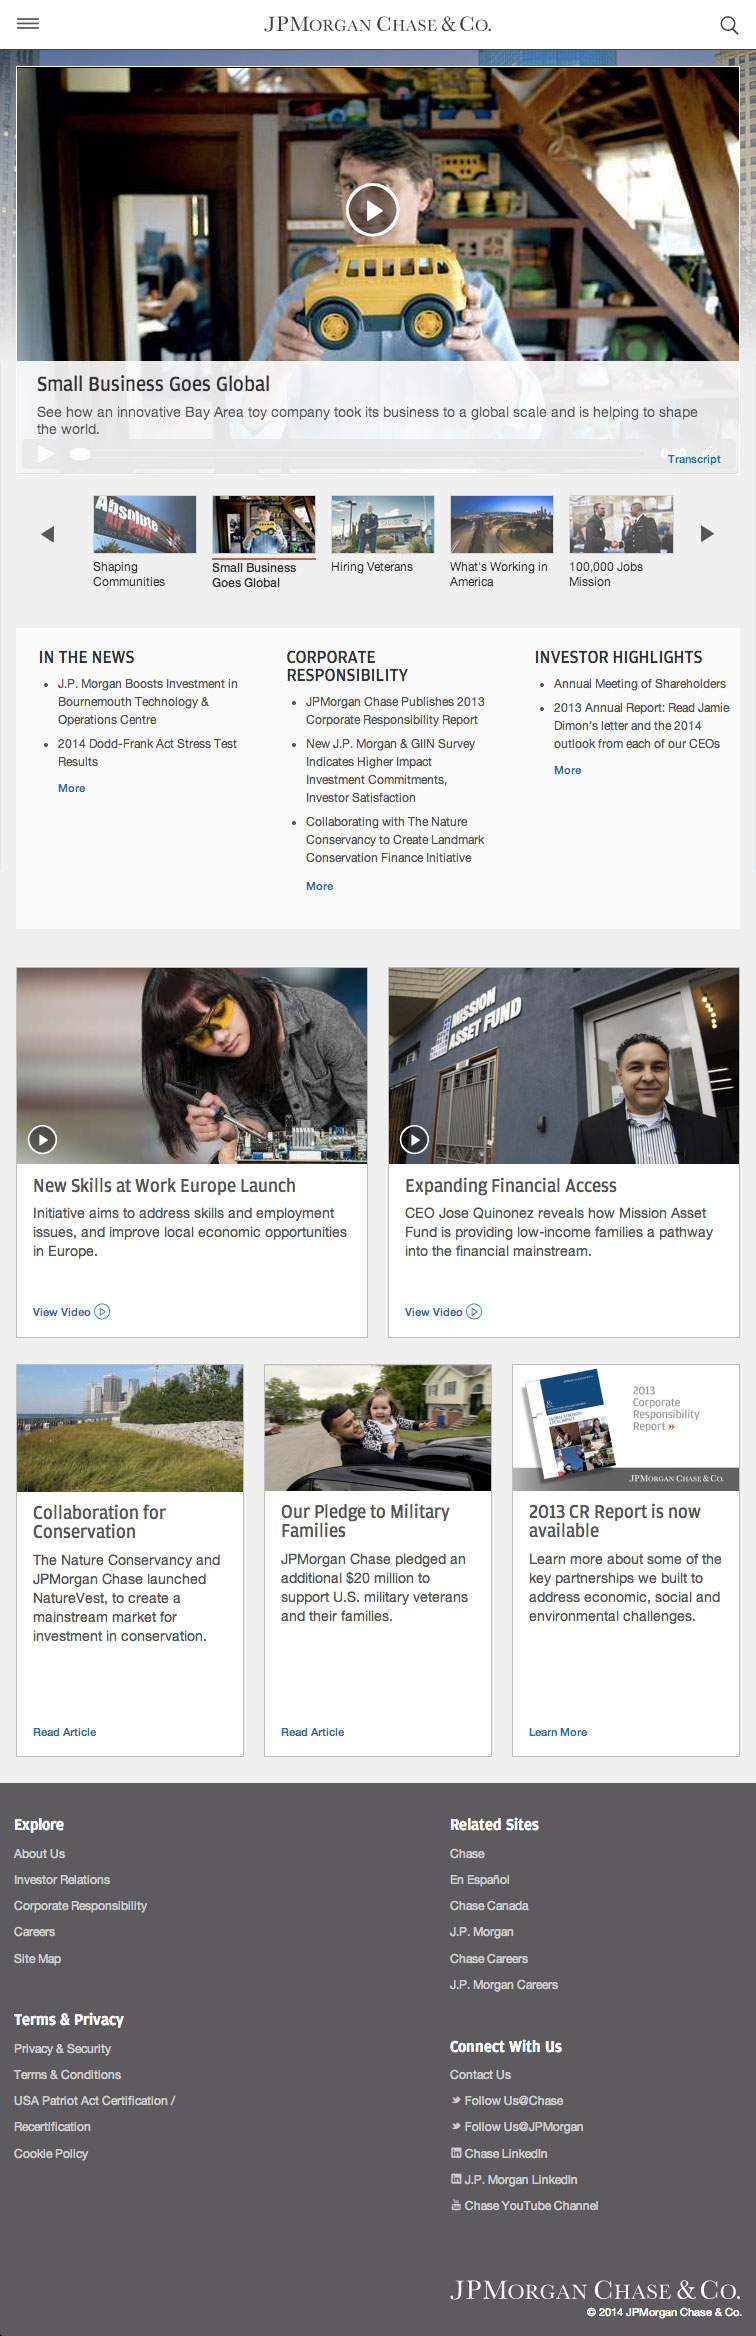 JPMORGAN CHASE & CO.
Small Business Goes Global
See how an innovative Bay Area toy company took its business to a global scale and is helping to shape
the world.
Transcript
Absolute
Air Park
Shaping
Communities
Small Business
Goes Global
Hiring Veterans
What's Working in
America
100,000 Jobs
Mission
IN THE NEWS
J.P. Morgan Boosts Investment in
Bournemouth Technology &
Operations Centre
2014 Dodd-Frank Act Stress Test
Results
More
CORPORATE
RESPONSIBILITY
JPMorgan Chase Publishes 2013
Corporate Responsibility Report
New J.P. Morgan & GIIN Survey
Indicates Higher Impact
Investment Commitments,
Investor Satisfaction
Collaborating with The Nature
Conservancy to Create Landmark
Conservation Finance Initiative
More
INVESTOR HIGHLIGHTS
Annual Meeting of Shareholders
2013 Annual Report: Read Jamie
Dimon's letter and the 2014
outlook from each of our CEOs
More
MISSION
ASSET FUND
New Skills at Work Europe Launch
Initiative aims to address skills and employment
issues, and improve local economic opportunities
in Europe.
View Video
Expanding Financial Access
CEO Jose Quinonez reveals how Mission Asset
Fund is providing low-income families a pathway
into the financial mainstream.
View Video
Collaboration for
Conservation
The Nature Conservancy and
JPMorgan Chase launched
NatureVest, to create a
mainstream market for
investment in conservation.
Read Article
Our Pledge to Military
Families
JPMorgan Chase pledged an
additional $20 million to
support U.S. military veterans
and their families.
Read Article
2013
Corporate
Responsibility
Report »
JPMORGAN CHASE & CO.
2013 CR Report is now
available
Learn more about some of the
key partnerships we built to
address economic, social and
environmental challenges.
Learn More
Explore
About Us
Investor Relations
Corporate Responsibility
Careers
Site Map
Terms & Privacy
Privacy & Security
Terms & Conditions
USA Patriot Act Certification /
Recertification
Cookie Policy
Related Sites
Chase
En Español
Chase Canada
J.P. Morgan
Chase Careers
J.P. Morgan Careers
Connect With Us
Contact Us
Follow Us@Chase
Follow Us@JPMorgan
Chase LinkedIn
J.P. Morgan LinkedIn
Chase YouTube Channel
JPMORGAN CHASE & CO.
© 2014 JPMorgan Chase & Co.